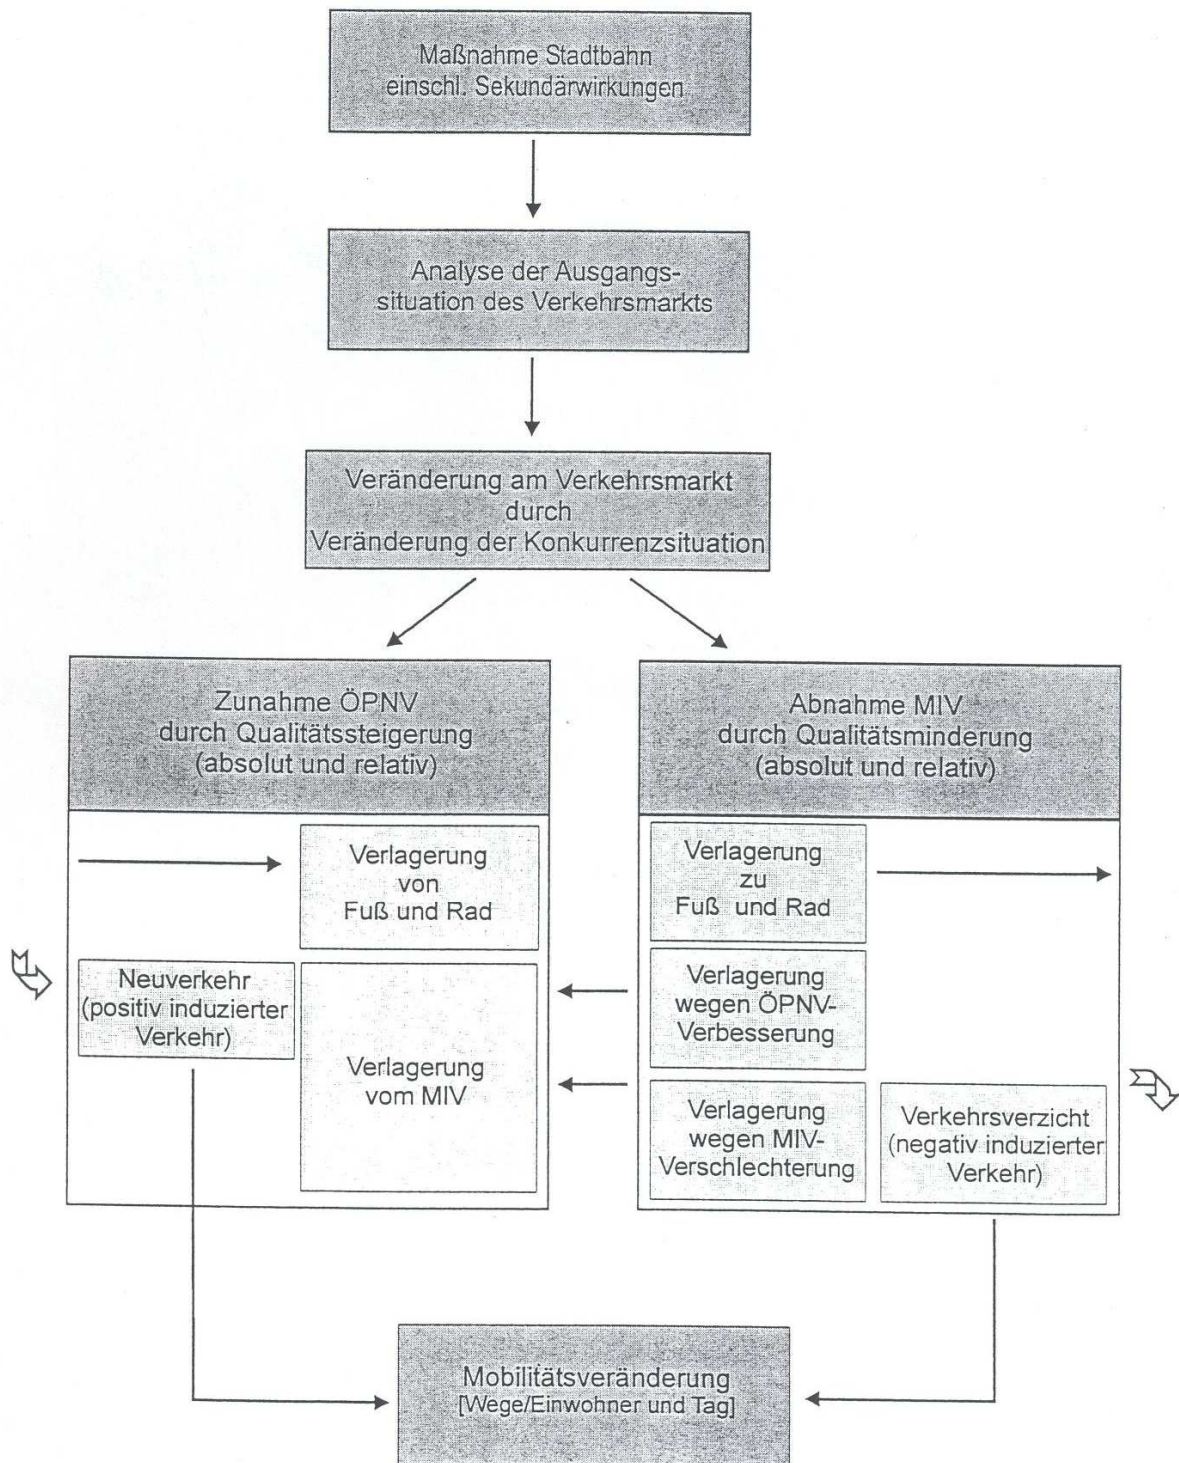 Maßnahme Stadtbahn
einschl. Sekundärwirkungen
Analyse der Ausgangs-
situation des Verkehrsmarkts
Veränderung am Verkehrsmarkt
durch
Veränderung der Konkurrenzsituation
Zunahme ÖPNV
durch Qualitätssteigerung
(absolut und relativ)
Verlagerung
von
Fuß und Rad
Neuverkehr
(positiv induzierter
Verkehr)
Verlagerung
vom MIV
Abnahme MIV
durch Qualitätsminderung
(absolut und relativ)
Verlagerung
zu
Fuß und Rad
Verlagerung
wegen ÖPNV-
Verbesserung
Verlagerung
wegen MIV-
Verschlechterung
Verkehrsverzicht
(negativ induzierter
Verkehr)
Mobilitätsveränderung
[Wege/Einwohner und Tag]